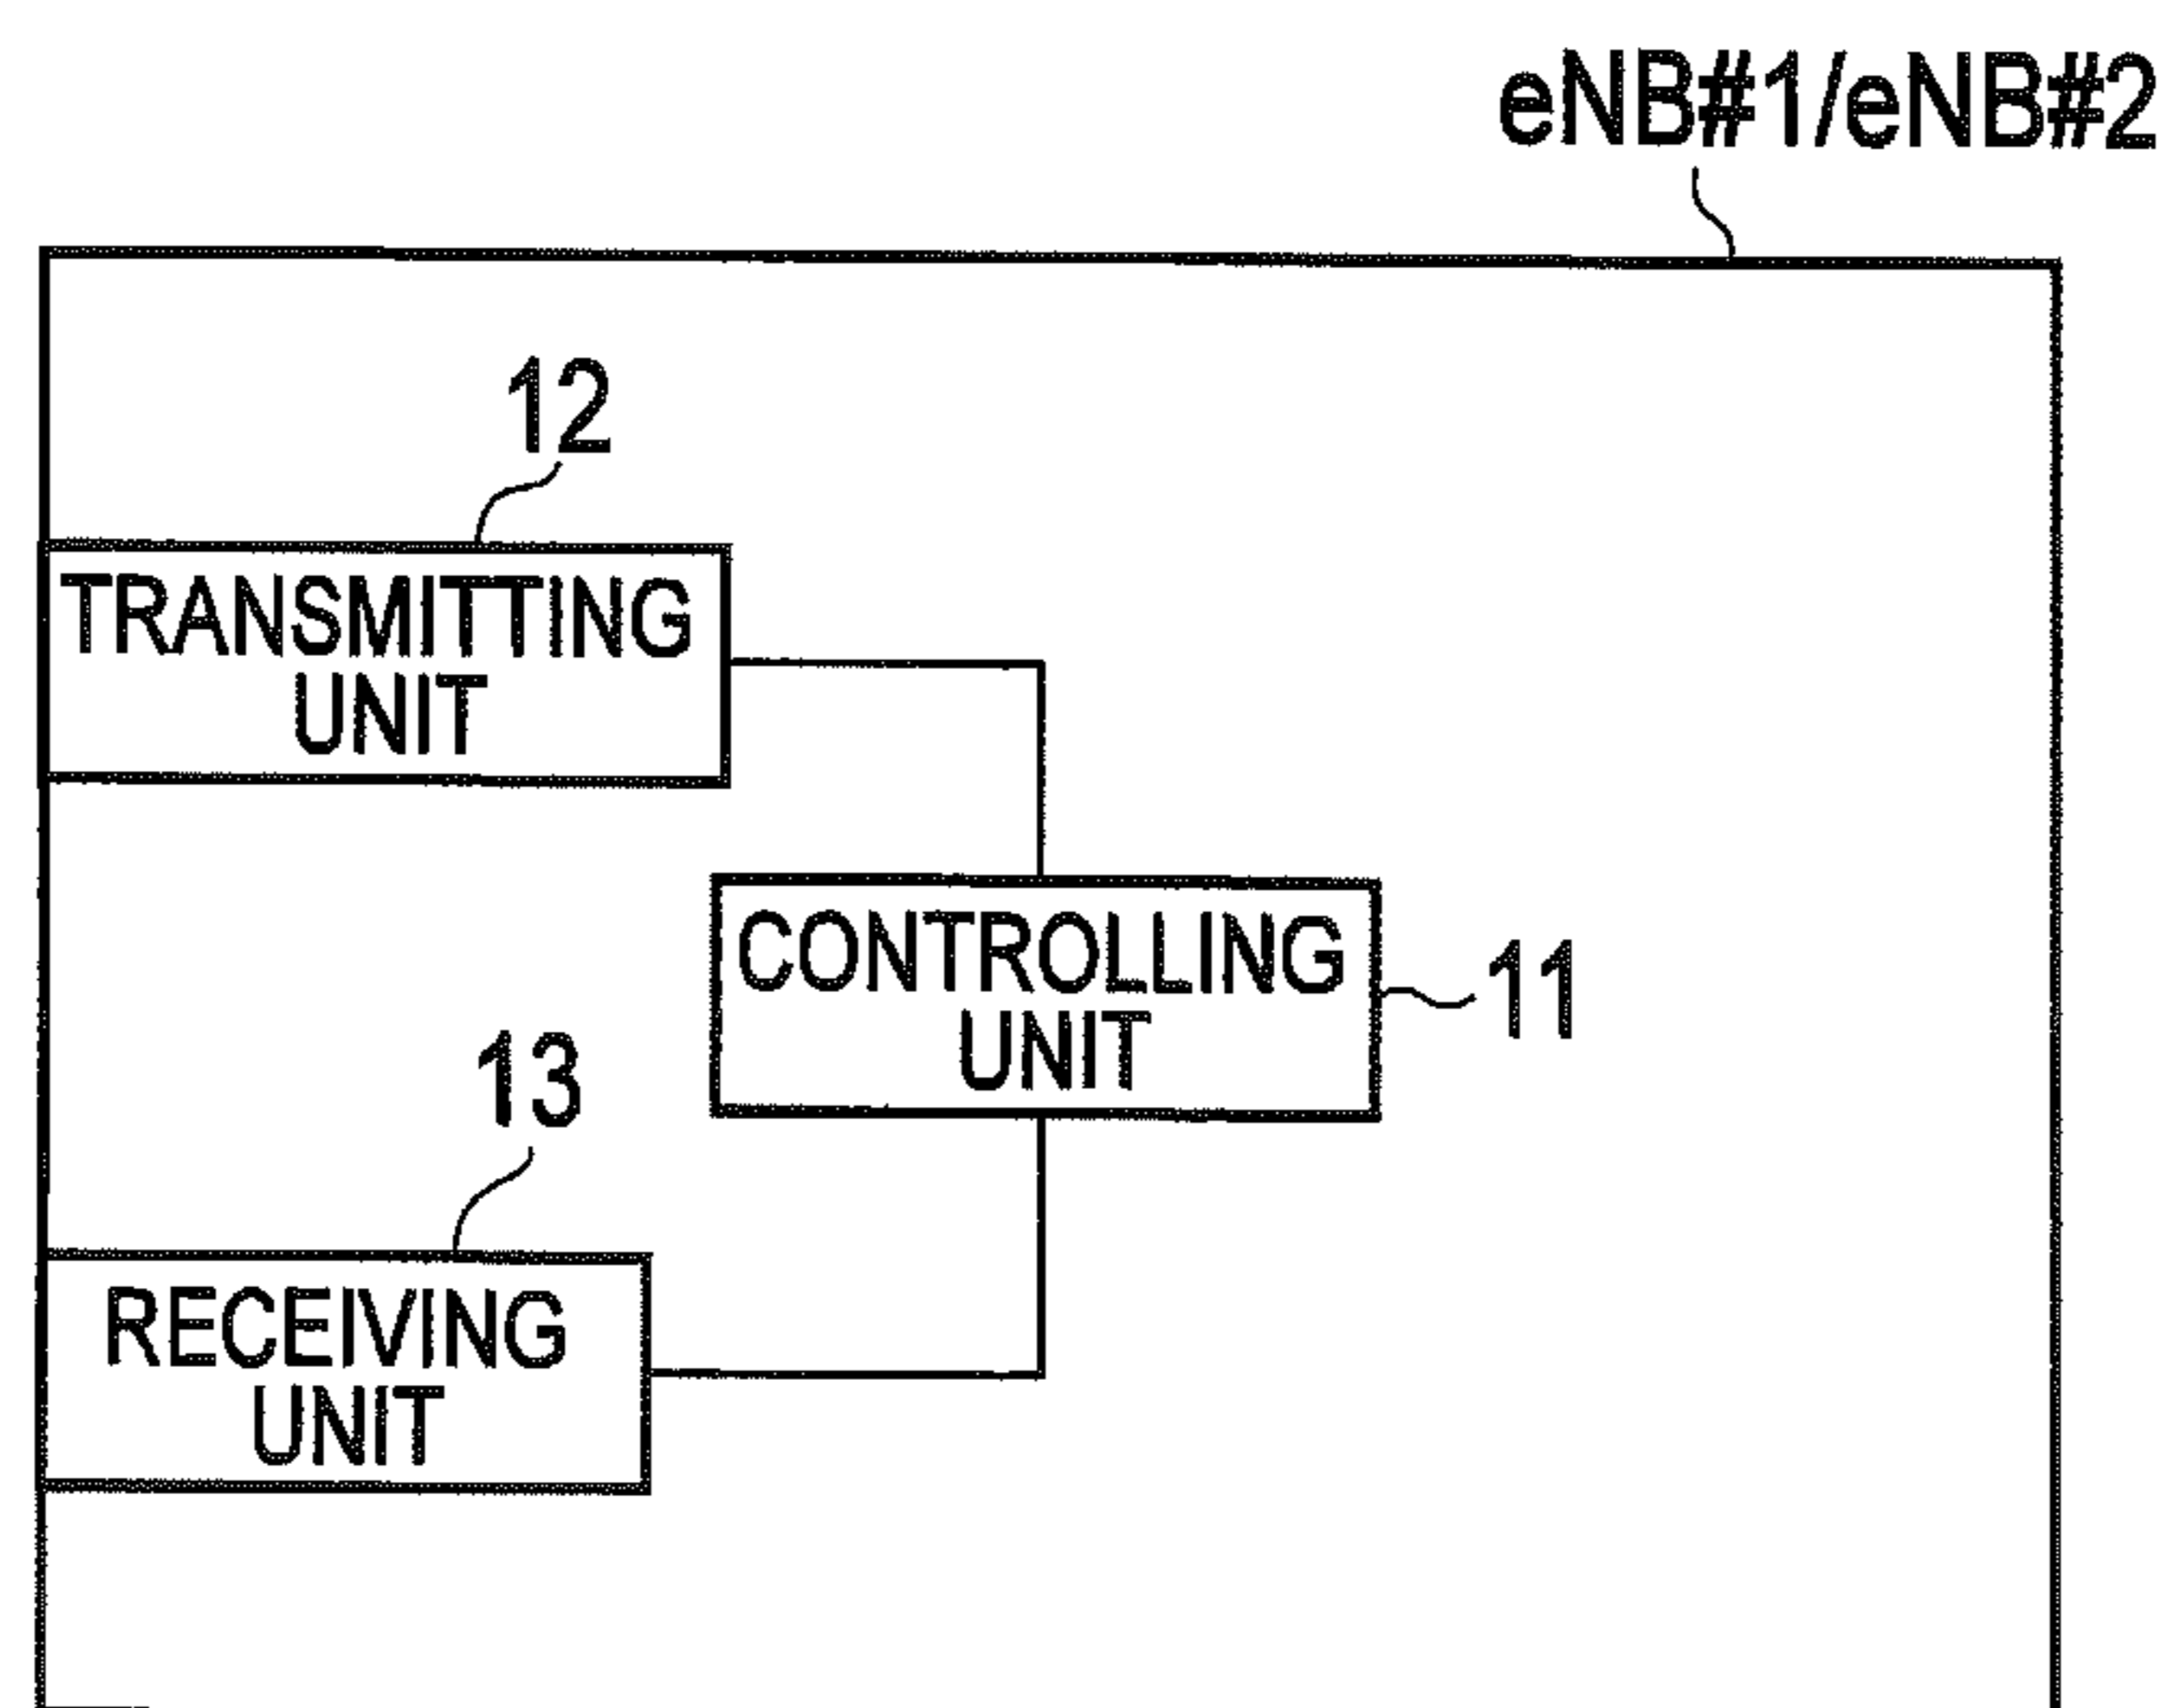 eNB#1/eNB#2
12
TRANSMITTING
UNIT
CONTROLLING
UNIT
11
13
RECEIVING
UNIT